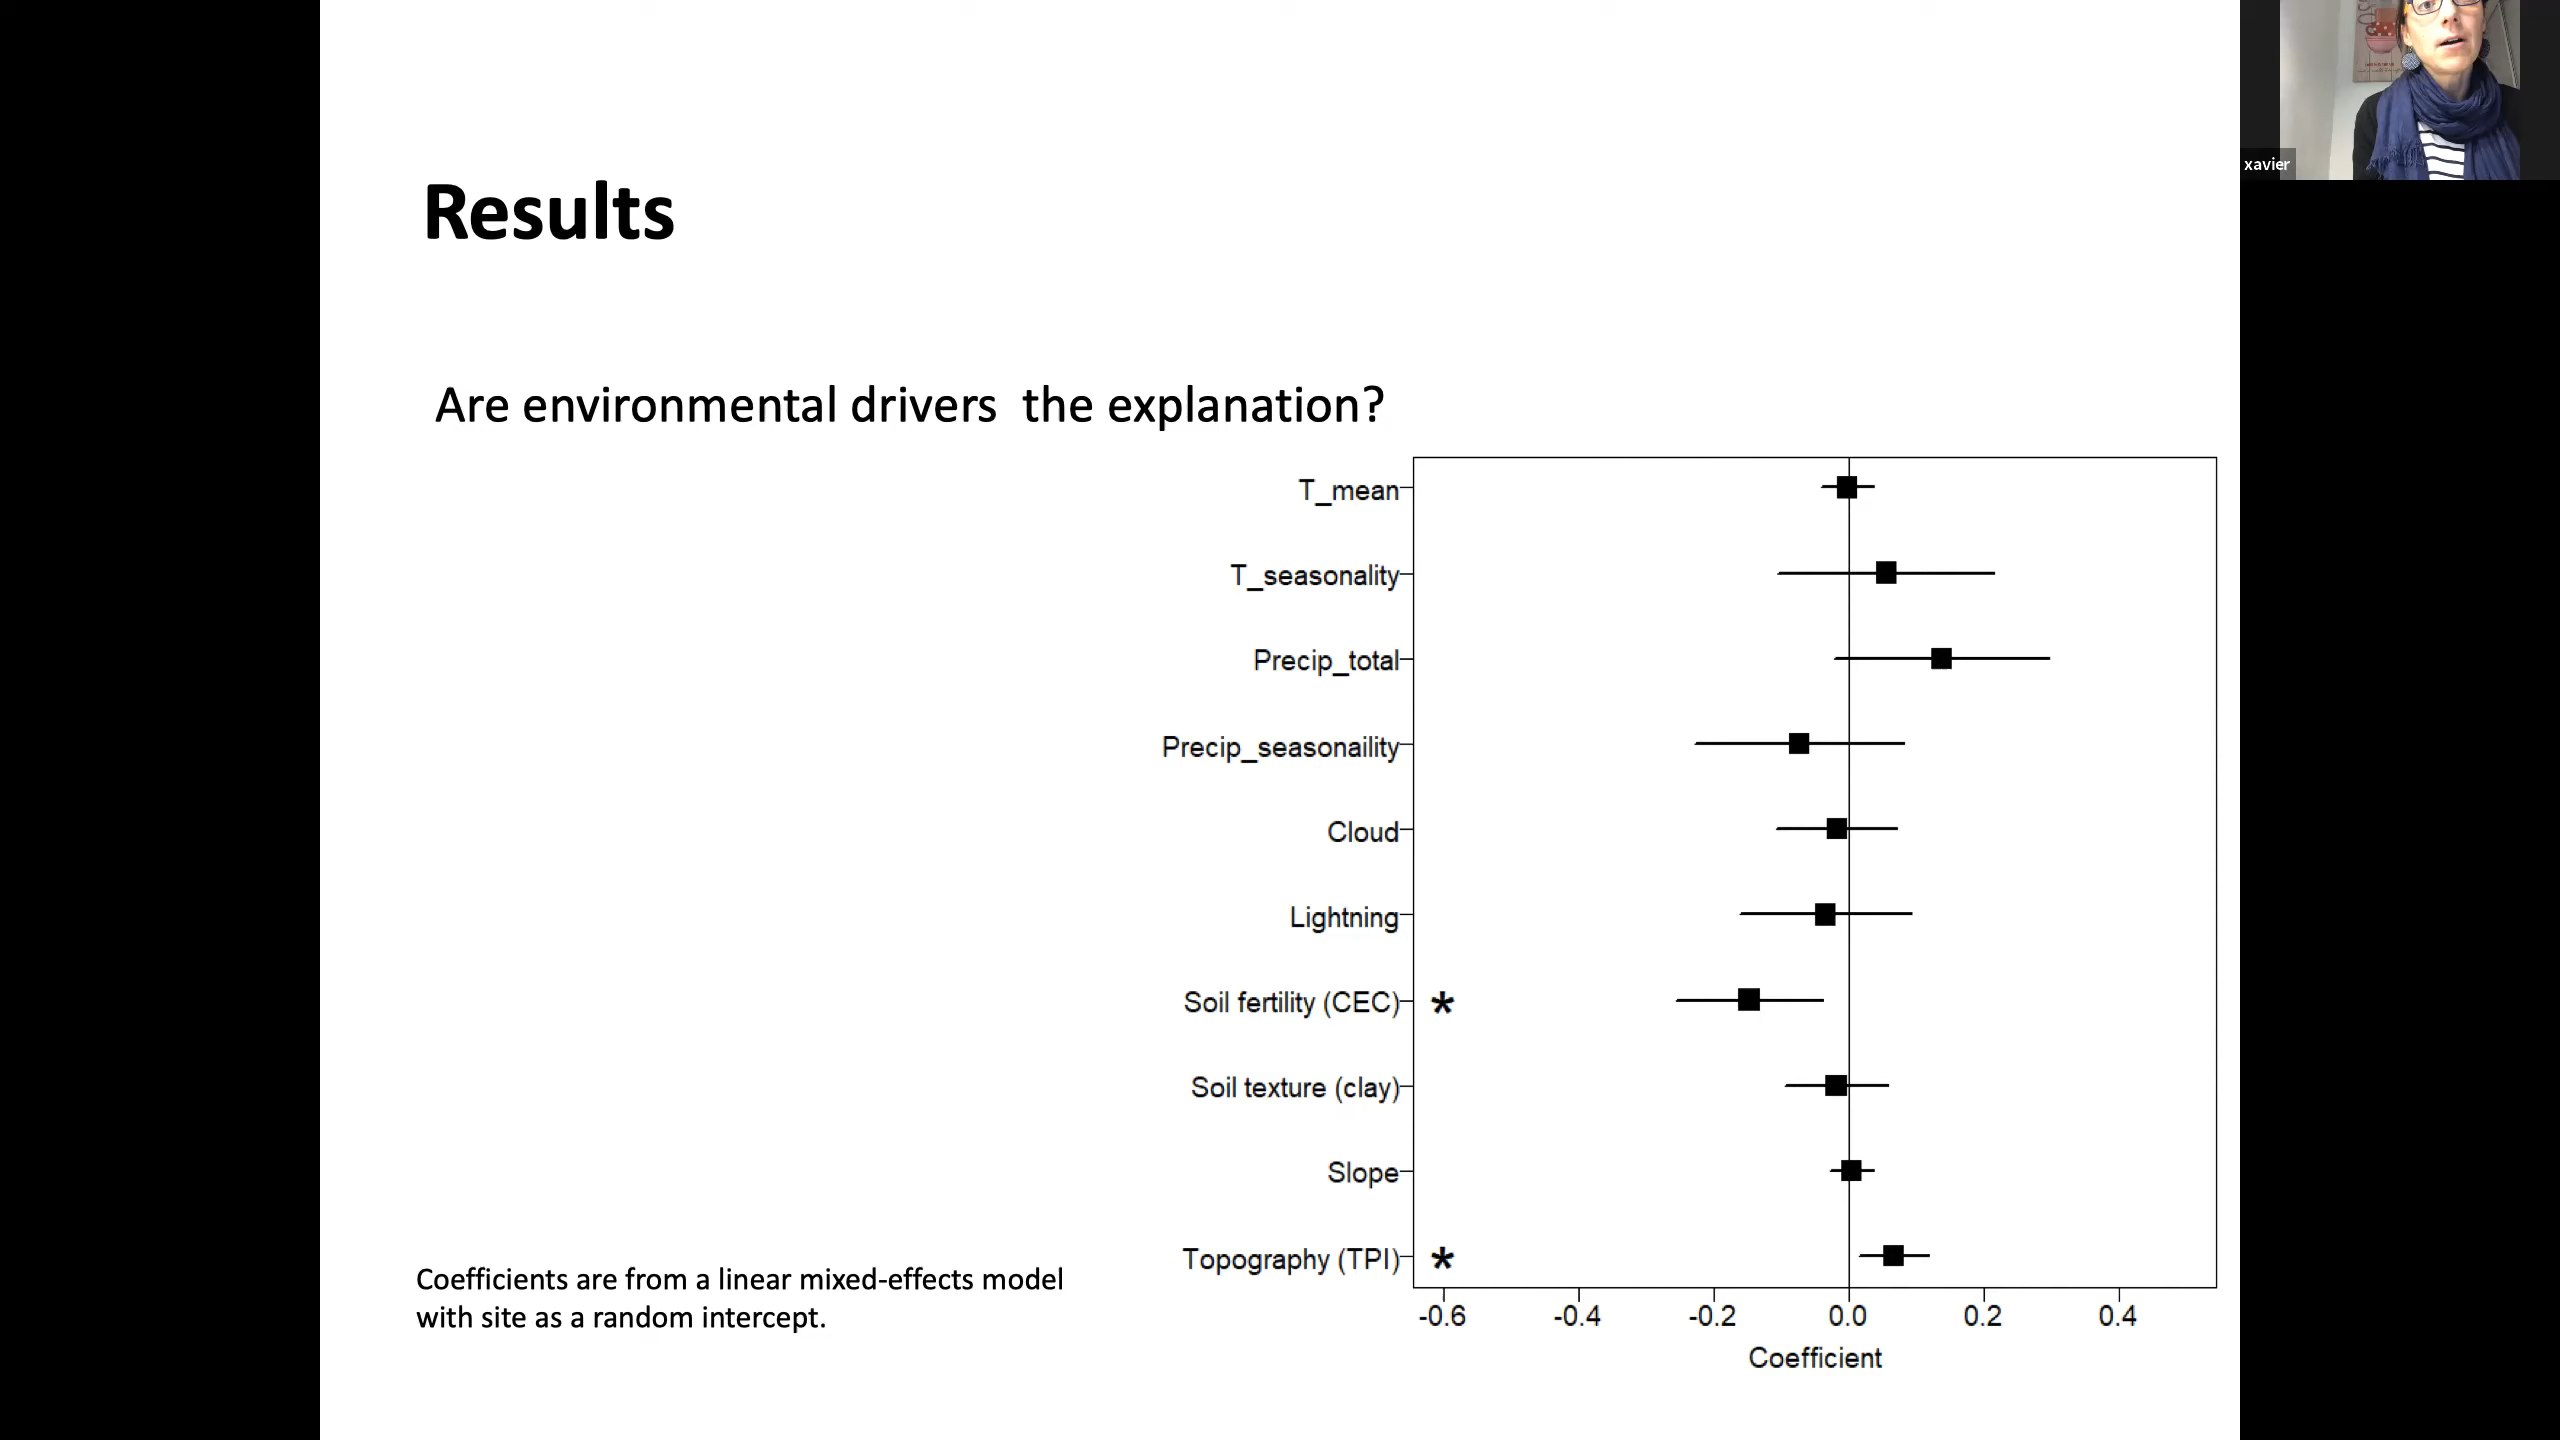 xavier
Results
Are environmental drivers  the explanation?
T_mean
T_seasonality
Precip_total
Precip_seasonaility
Cloud
Lightning
Soil fertility (CEC) *
Soil texture (clay)
Slope
Topography (TPI) *
-0.6 -0.4 -0.2 0.0 0.2 0.4
Coefficient
Coefficients are from a linear mixed-effects model
with site as a random intercept.